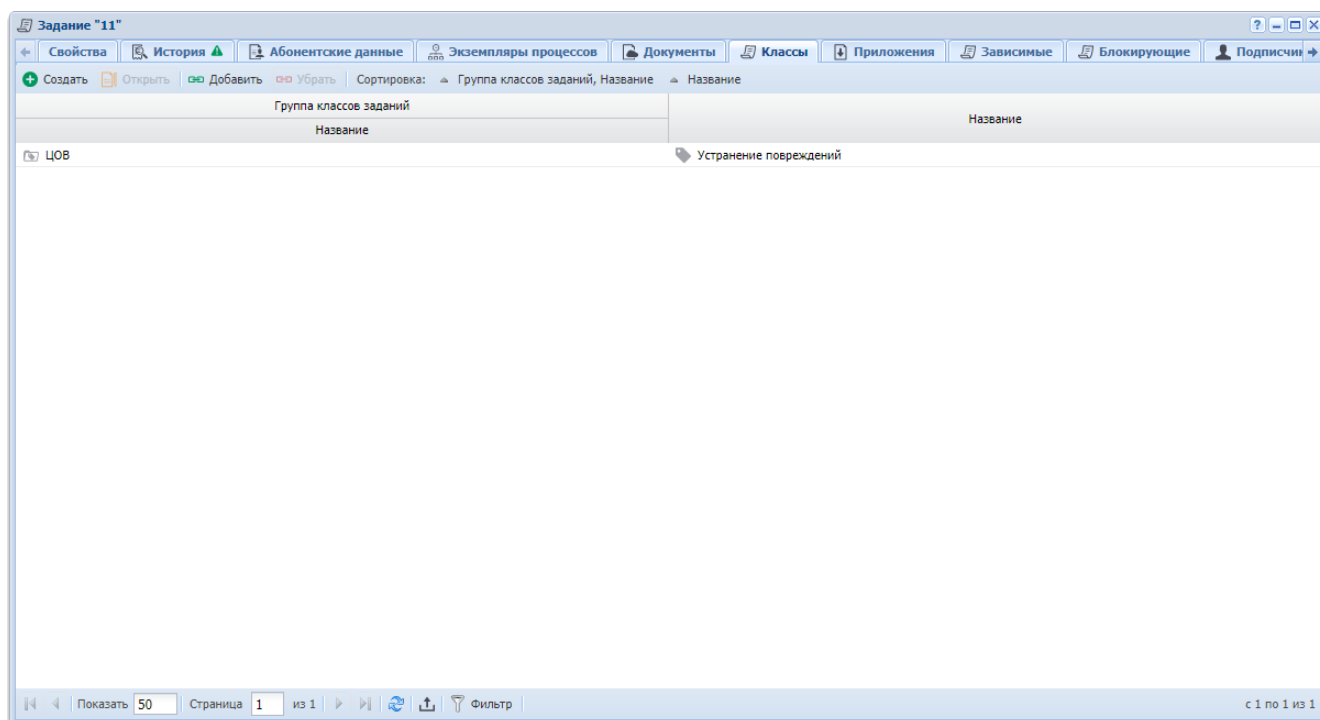 Задание "11"
Свойства История Абонентские данные Экземпляры процессов Документы Классы Приложения Зависимые Блокирующие
Создать Открыть Добавить Убрать Сортировка: Группа классов заданий, Название Название
Группа классов заданий
Название
Название
ЦОВ Устранение повреждений
Показать 50 Страница 1 из 1 Фильтр с 1 по 1 из 1